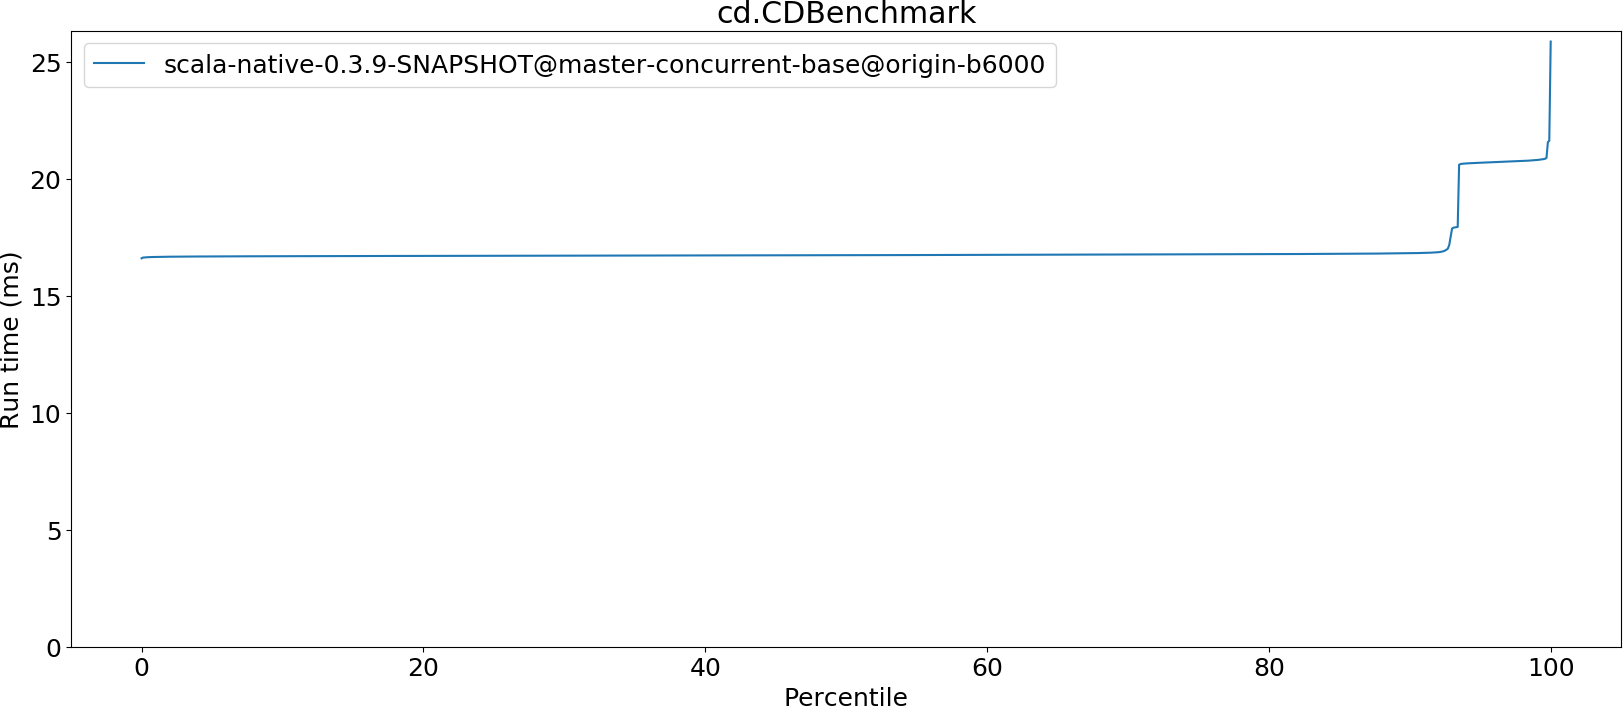 cd.CDBenchmark
scala-native-0.3.9-SNAPSHOT@master-concurrent-base@origin-b6000
Run time (ms)
25
20
15
10
5
0
0 20 40 60 80 100
Percentile